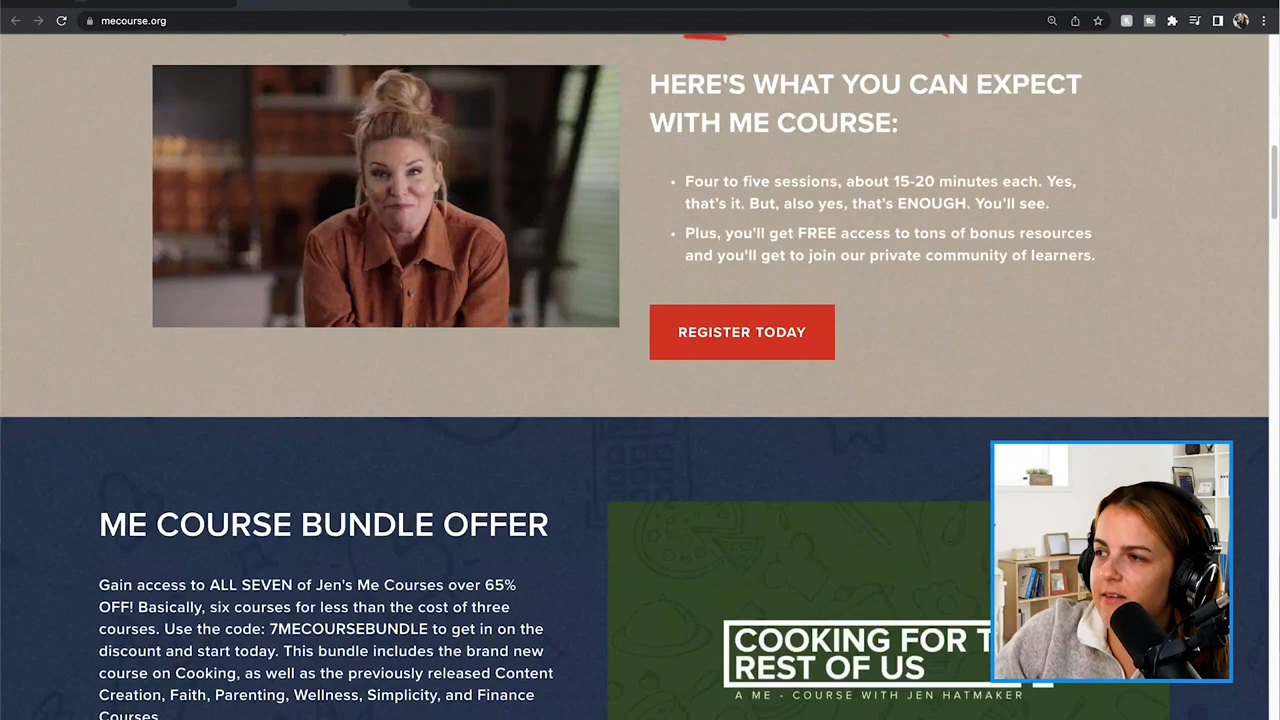 mecourse.org
HERE'S WHAT YOU CAN EXPECT
WITH ME COURSE:
• Four to five sessions, about 15-20 minutes each. Yes,
that's it. But, also yes, that's ENOUGH. You'll see.
• Plus, you'll get FREE access to tons of bonus resources
and you'll get to join our private community of learners.
REGISTER TODAY
ME COURSE BUNDLE OFFER
Gain access to ALL SEVEN of Jen's Me Courses over 65%
OFF! Basically, six courses for less than the cost of three
courses. Use the code: 7MECOURSEBUNDLE to get in on the
discount and start today. This bundle includes the brand new
course on Cooking, as well as the previously released Content
Creation, Faith, Parenting, Wellness, Simplicity, and Finance
Courses.
COOKING FOR T
REST OF US
A ME - COURSE WITH JEN HATMAKER